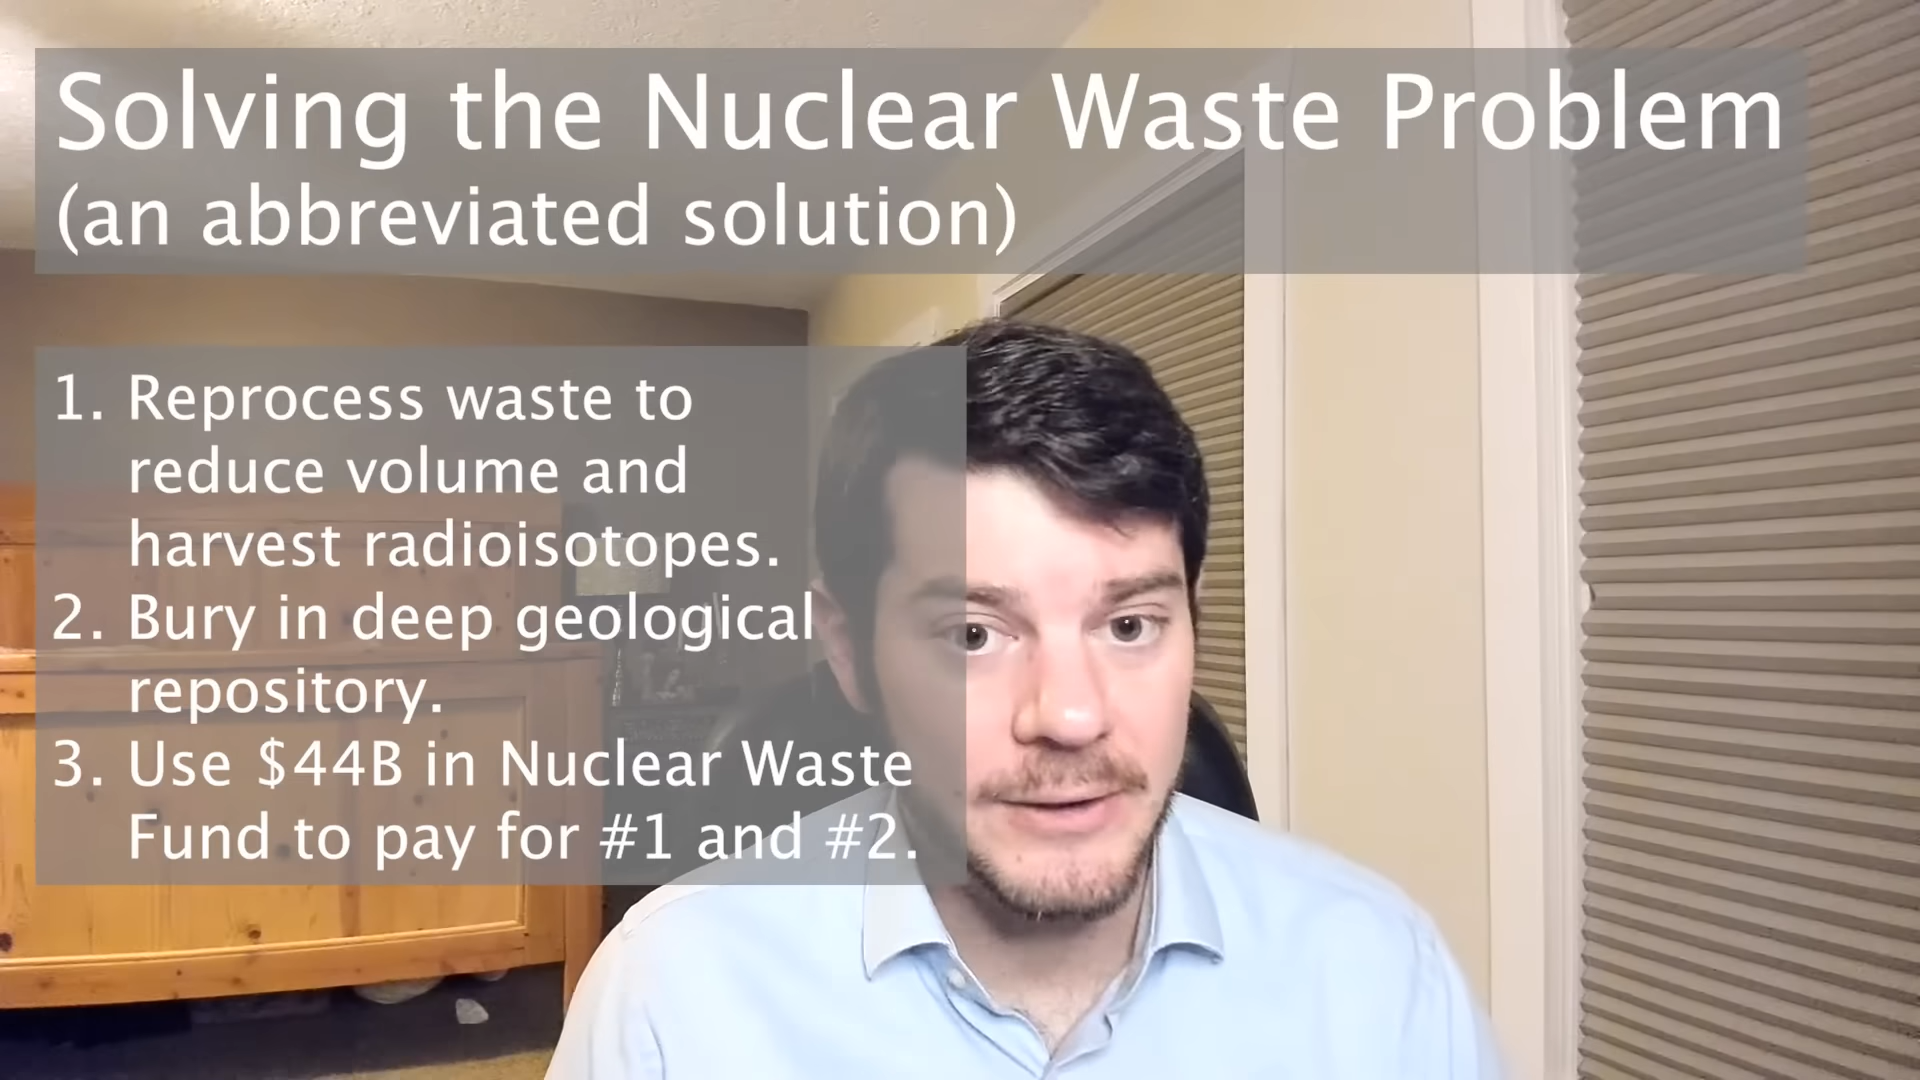 Solving the Nuclear Waste Problem
(an abbreviated solution)
1. Reprocess waste to
reduce volume and
harvest radioisotopes.
2. Bury in deep geological
repository.
3. Use $44B in Nuclear Waste
Fund to pay for #1 and #2.